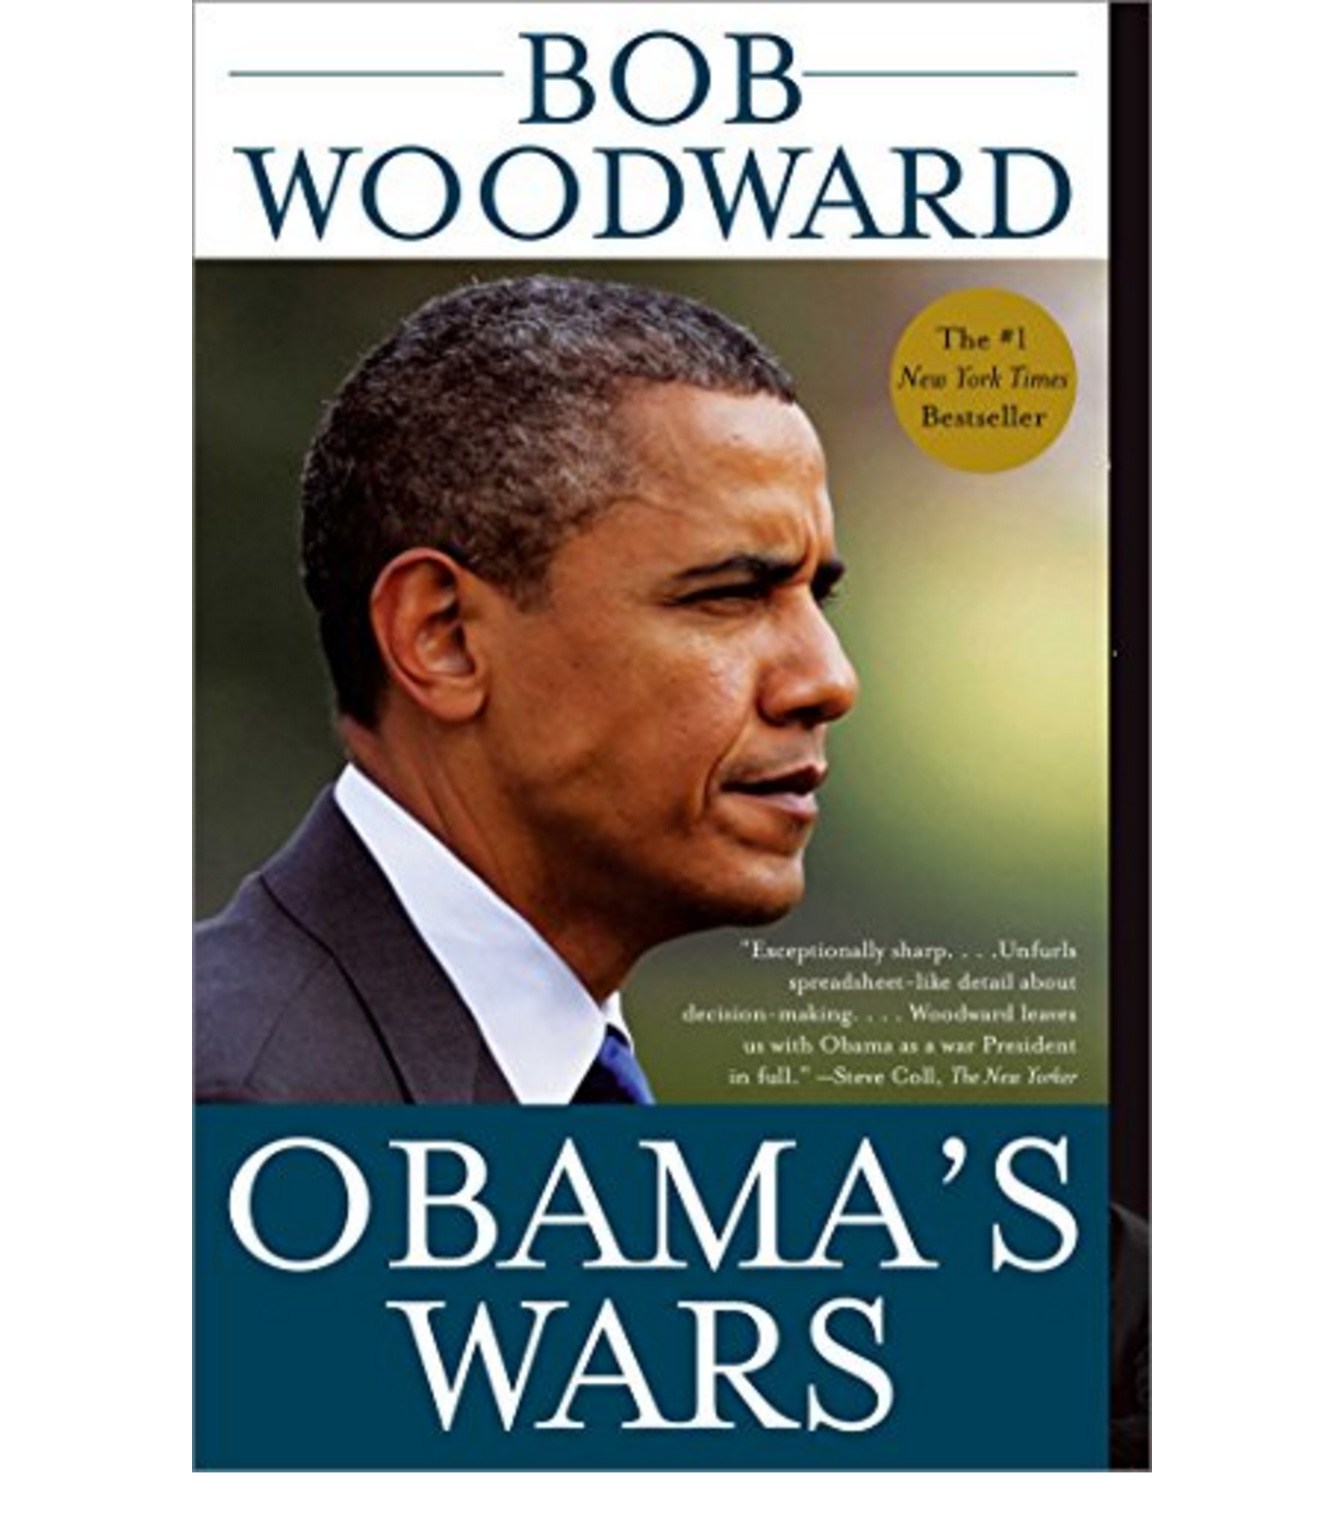 BOB
WOODWARD
The #1
New York Times
Bestseller
"Exceptionally sharp. . . .Unfurls
spreadsheet-like detail about
decision-making. . . . Woodward leaves
us with Obama as a war President
in full." —Steve Coll, The New Yorker
OBAMA'S
WARS